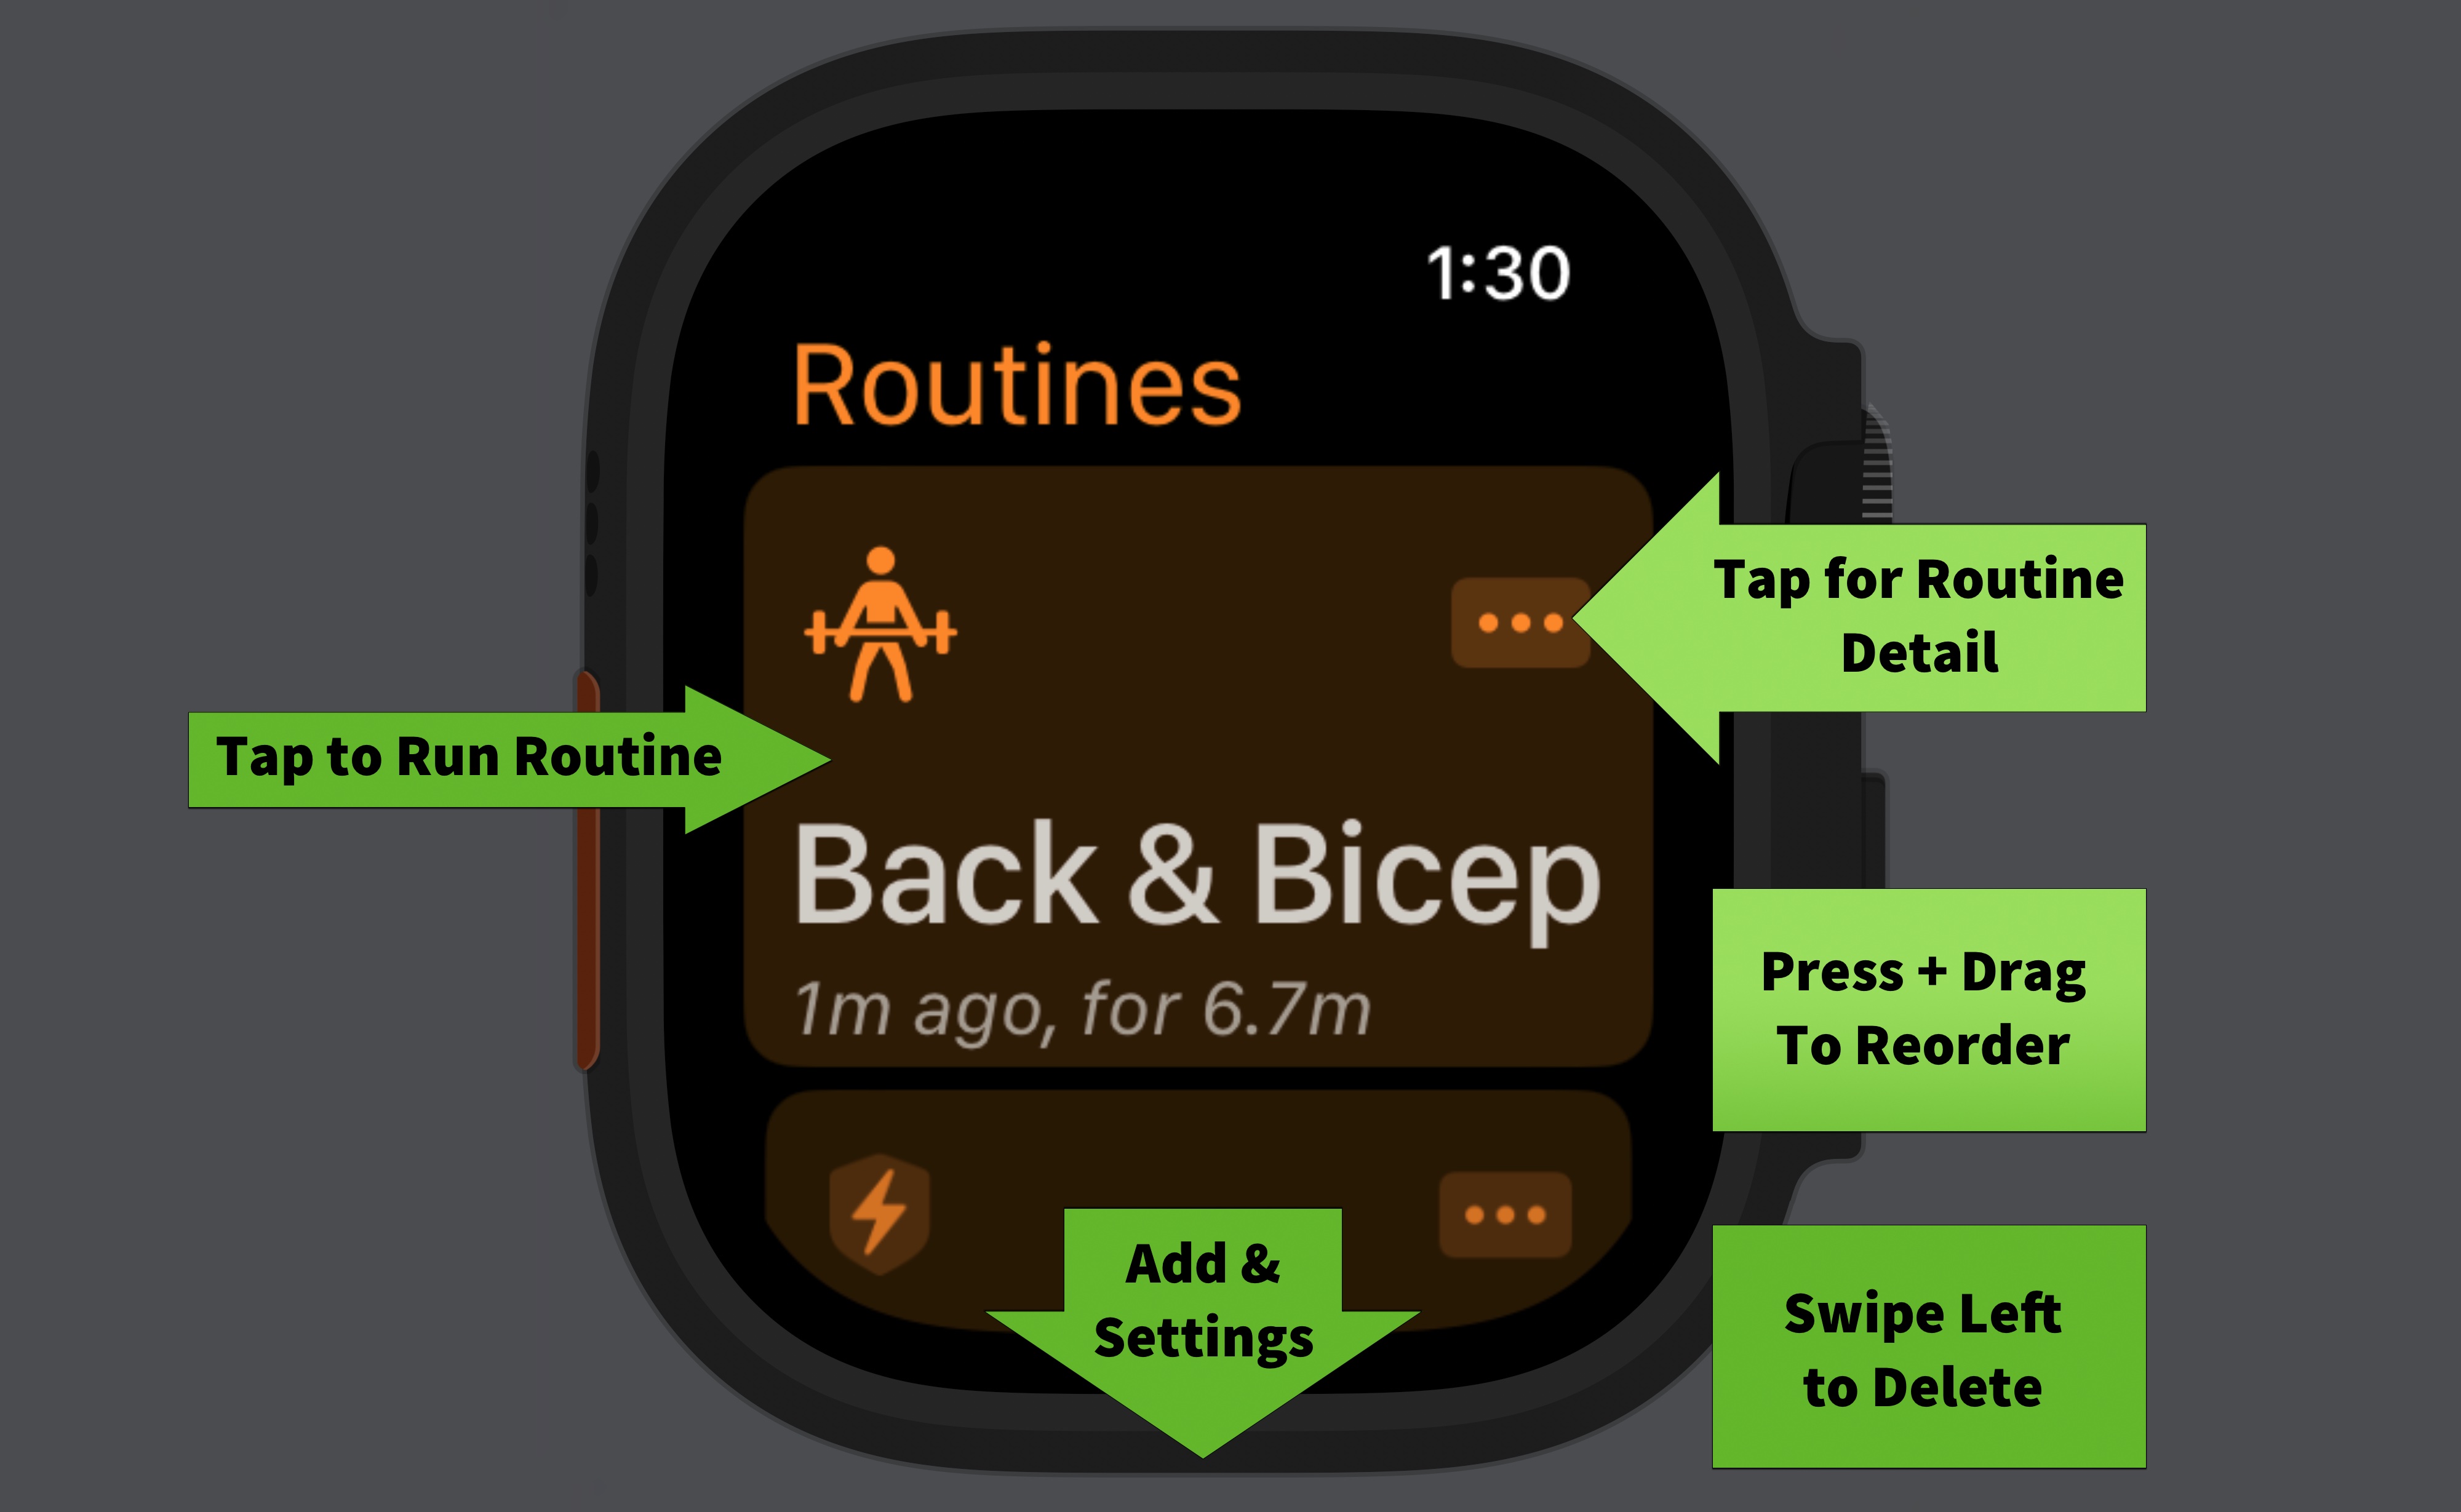 1:30
Routines
Tap for Routine
Detail
Tap to Run Routine
Back & Bicep
1m ago, for 6.7m
Press + Drag
To Reorder
Add &
Settings
Swipe Left
to Delete